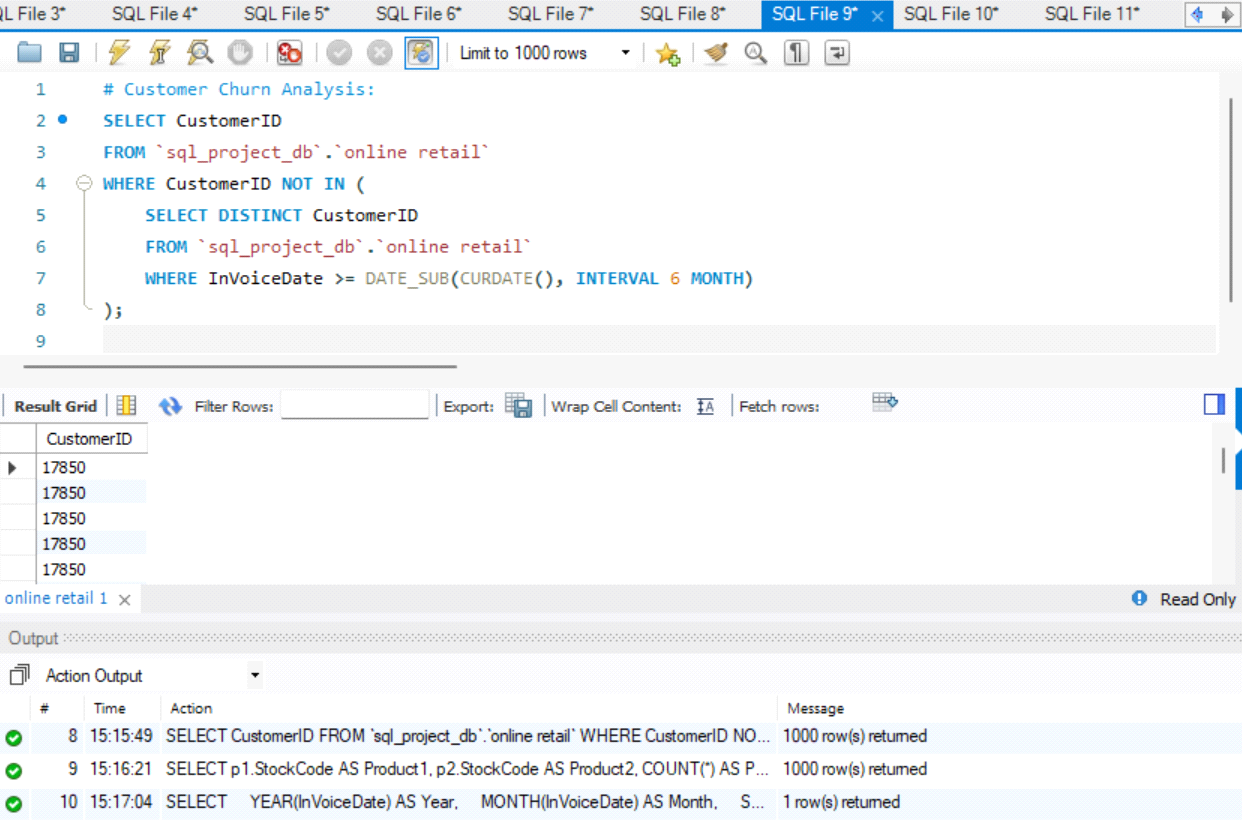 QL File 3* SQL File 4* SQL File 5* SQL File 6* SQL File 7* SQL File 8* SQL File 9* SQL File 10* SQL File 11*
Limit to 1000 rows
1 # Customer Churn Analysis:
2 SELECT CustomerID
3 FROM `sql_project_db`.`online retail`
4 WHERE CustomerID NOT IN (
5 SELECT DISTINCT CustomerID
6 FROM `sql_project_db`.`online retail`
7 WHERE InVoiceDate >= DATE_SUB(CURDATE(), INTERVAL 6 MONTH)
8 );
9
Result Grid Filter Rows: Export: Wrap Cell Content: IA Fetch rows:
CustomerID
17850
17850
17850
17850
17850
online retail 1 Read Only
Output
Action Output
# Time Action Message
8 15:15:49 SELECT CustomerID FROM `sql_project_db`.`online retail` WHERE CustomerID NO... 1000 row(s) returned
9 15:16:21 SELECT p1.StockCode AS Product1, p2.StockCode AS Product2, COUNT(*) AS P... 1000 row(s) returned
10 15:17:04 SELECT YEAR(InVoiceDate) AS Year, MONTH(InVoiceDate) AS Month, S... 1 row(s) returned